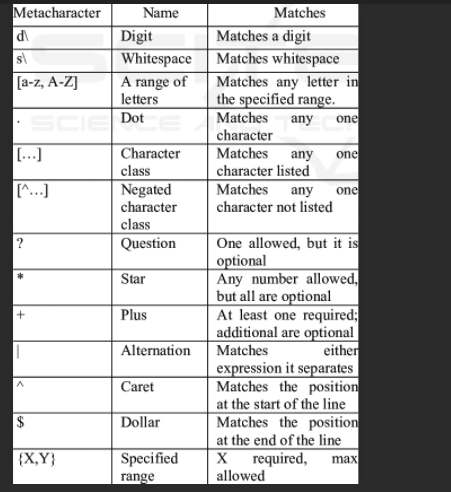 Metacharacter Name Matches
d\ Digit Matches a digit
s\ Whitespace Matches whitespace
[a-z, A-Z] A range of Matches any letter in
letters the specified range.
. Dot Matches any one
character
[…] Character Matches any one
class character listed
[^…] Negated Matches any one
character character not listed
class
? Question One allowed, but it is
optional
* Star Any number allowed,
but all are optional
+ Plus At least one required;
additional are optional
| Alternation Matches either
expression it separates
^ Caret Matches the position
at the start of the line
$ Dollar Matches the position
at the end of the line
{X,Y} Specified X required, max
range allowed